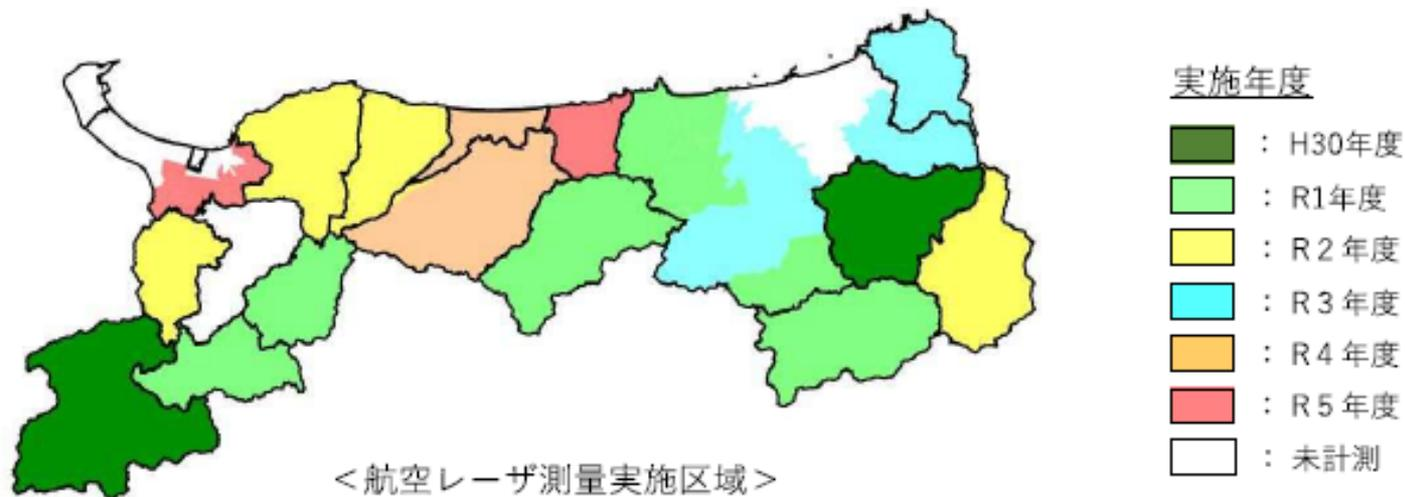 実施年度
： H30年度
： R1年度
： R２年度
： R３年度
： R４年度
： R５年度
： 未計測
＜航空レーザ測量実施区域＞